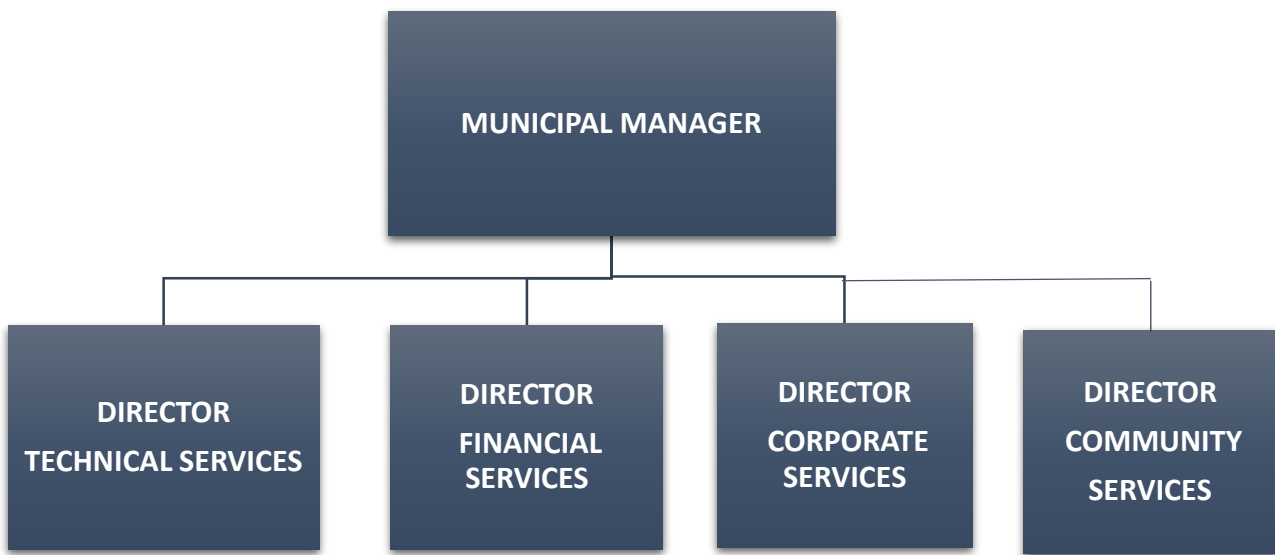 MUNICIPAL MANAGER
DIRECTOR
TECHNICAL SERVICES
DIRECTOR
FINANCIAL
SERVICES
DIRECTOR
CORPORATE
SERVICES
DIRECTOR
COMMUNITY
SERVICES